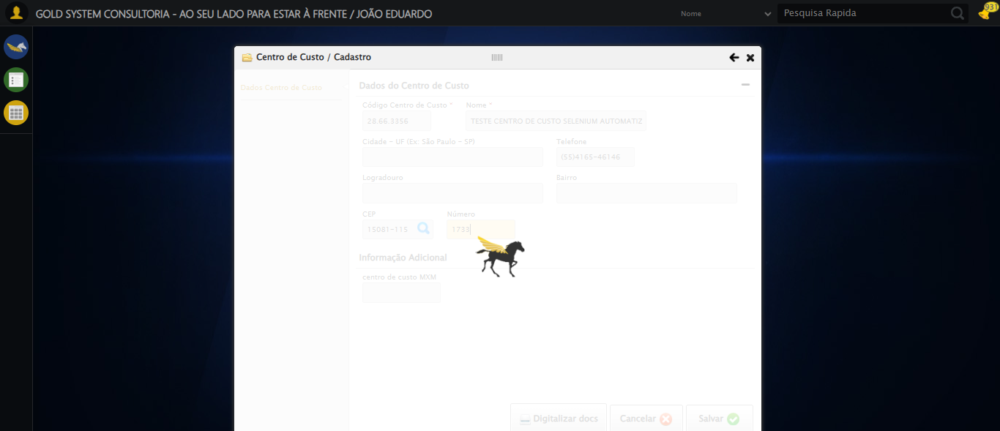 GOLD SYSTEM CONSULTORIA - AO SEU LADO PARA ESTAR À FRENTE / JOÃO EDUARDO
Nome
Pesquisa Rapida
931
Centro de Custo / Cadastro
Dados Centro de Custo
Dados do Centro de Custo
Código Centro de Custo * Nome *
28.66.3356 TESTE CENTRO DE CUSTO SELENIUM AUTOMATIZ
Cidade - UF (Ex: São Paulo - SP) Telefone
(55)4165-46146
Logradouro Bairro
CEP Número
15081-115 1733
Informação Adicional
centro de custo MXM
Digitalizar docs Cancelar Salvar